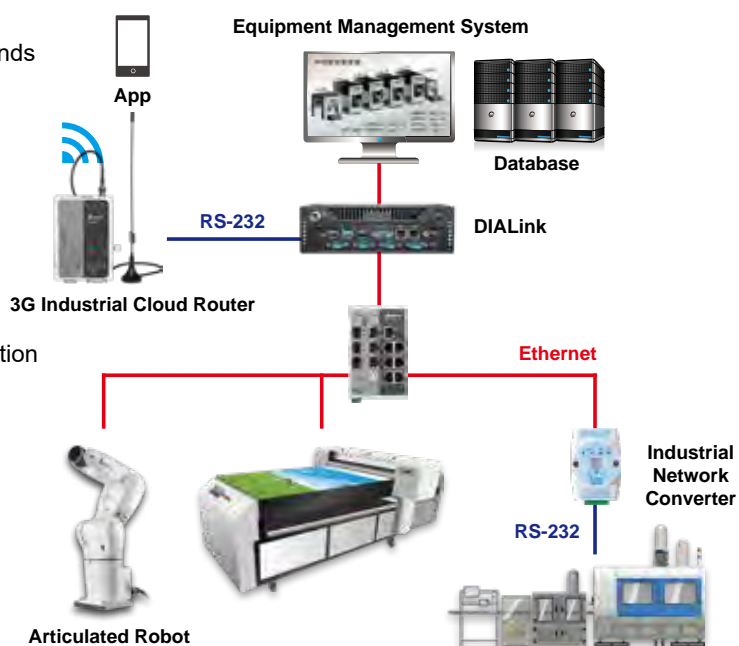 Equipment Management System
nds
App
Database
RS-232
DIALink
3G Industrial Cloud Router
tion
Ethernet
Industrial
Network
Converter
RS-232
Articulated Robot